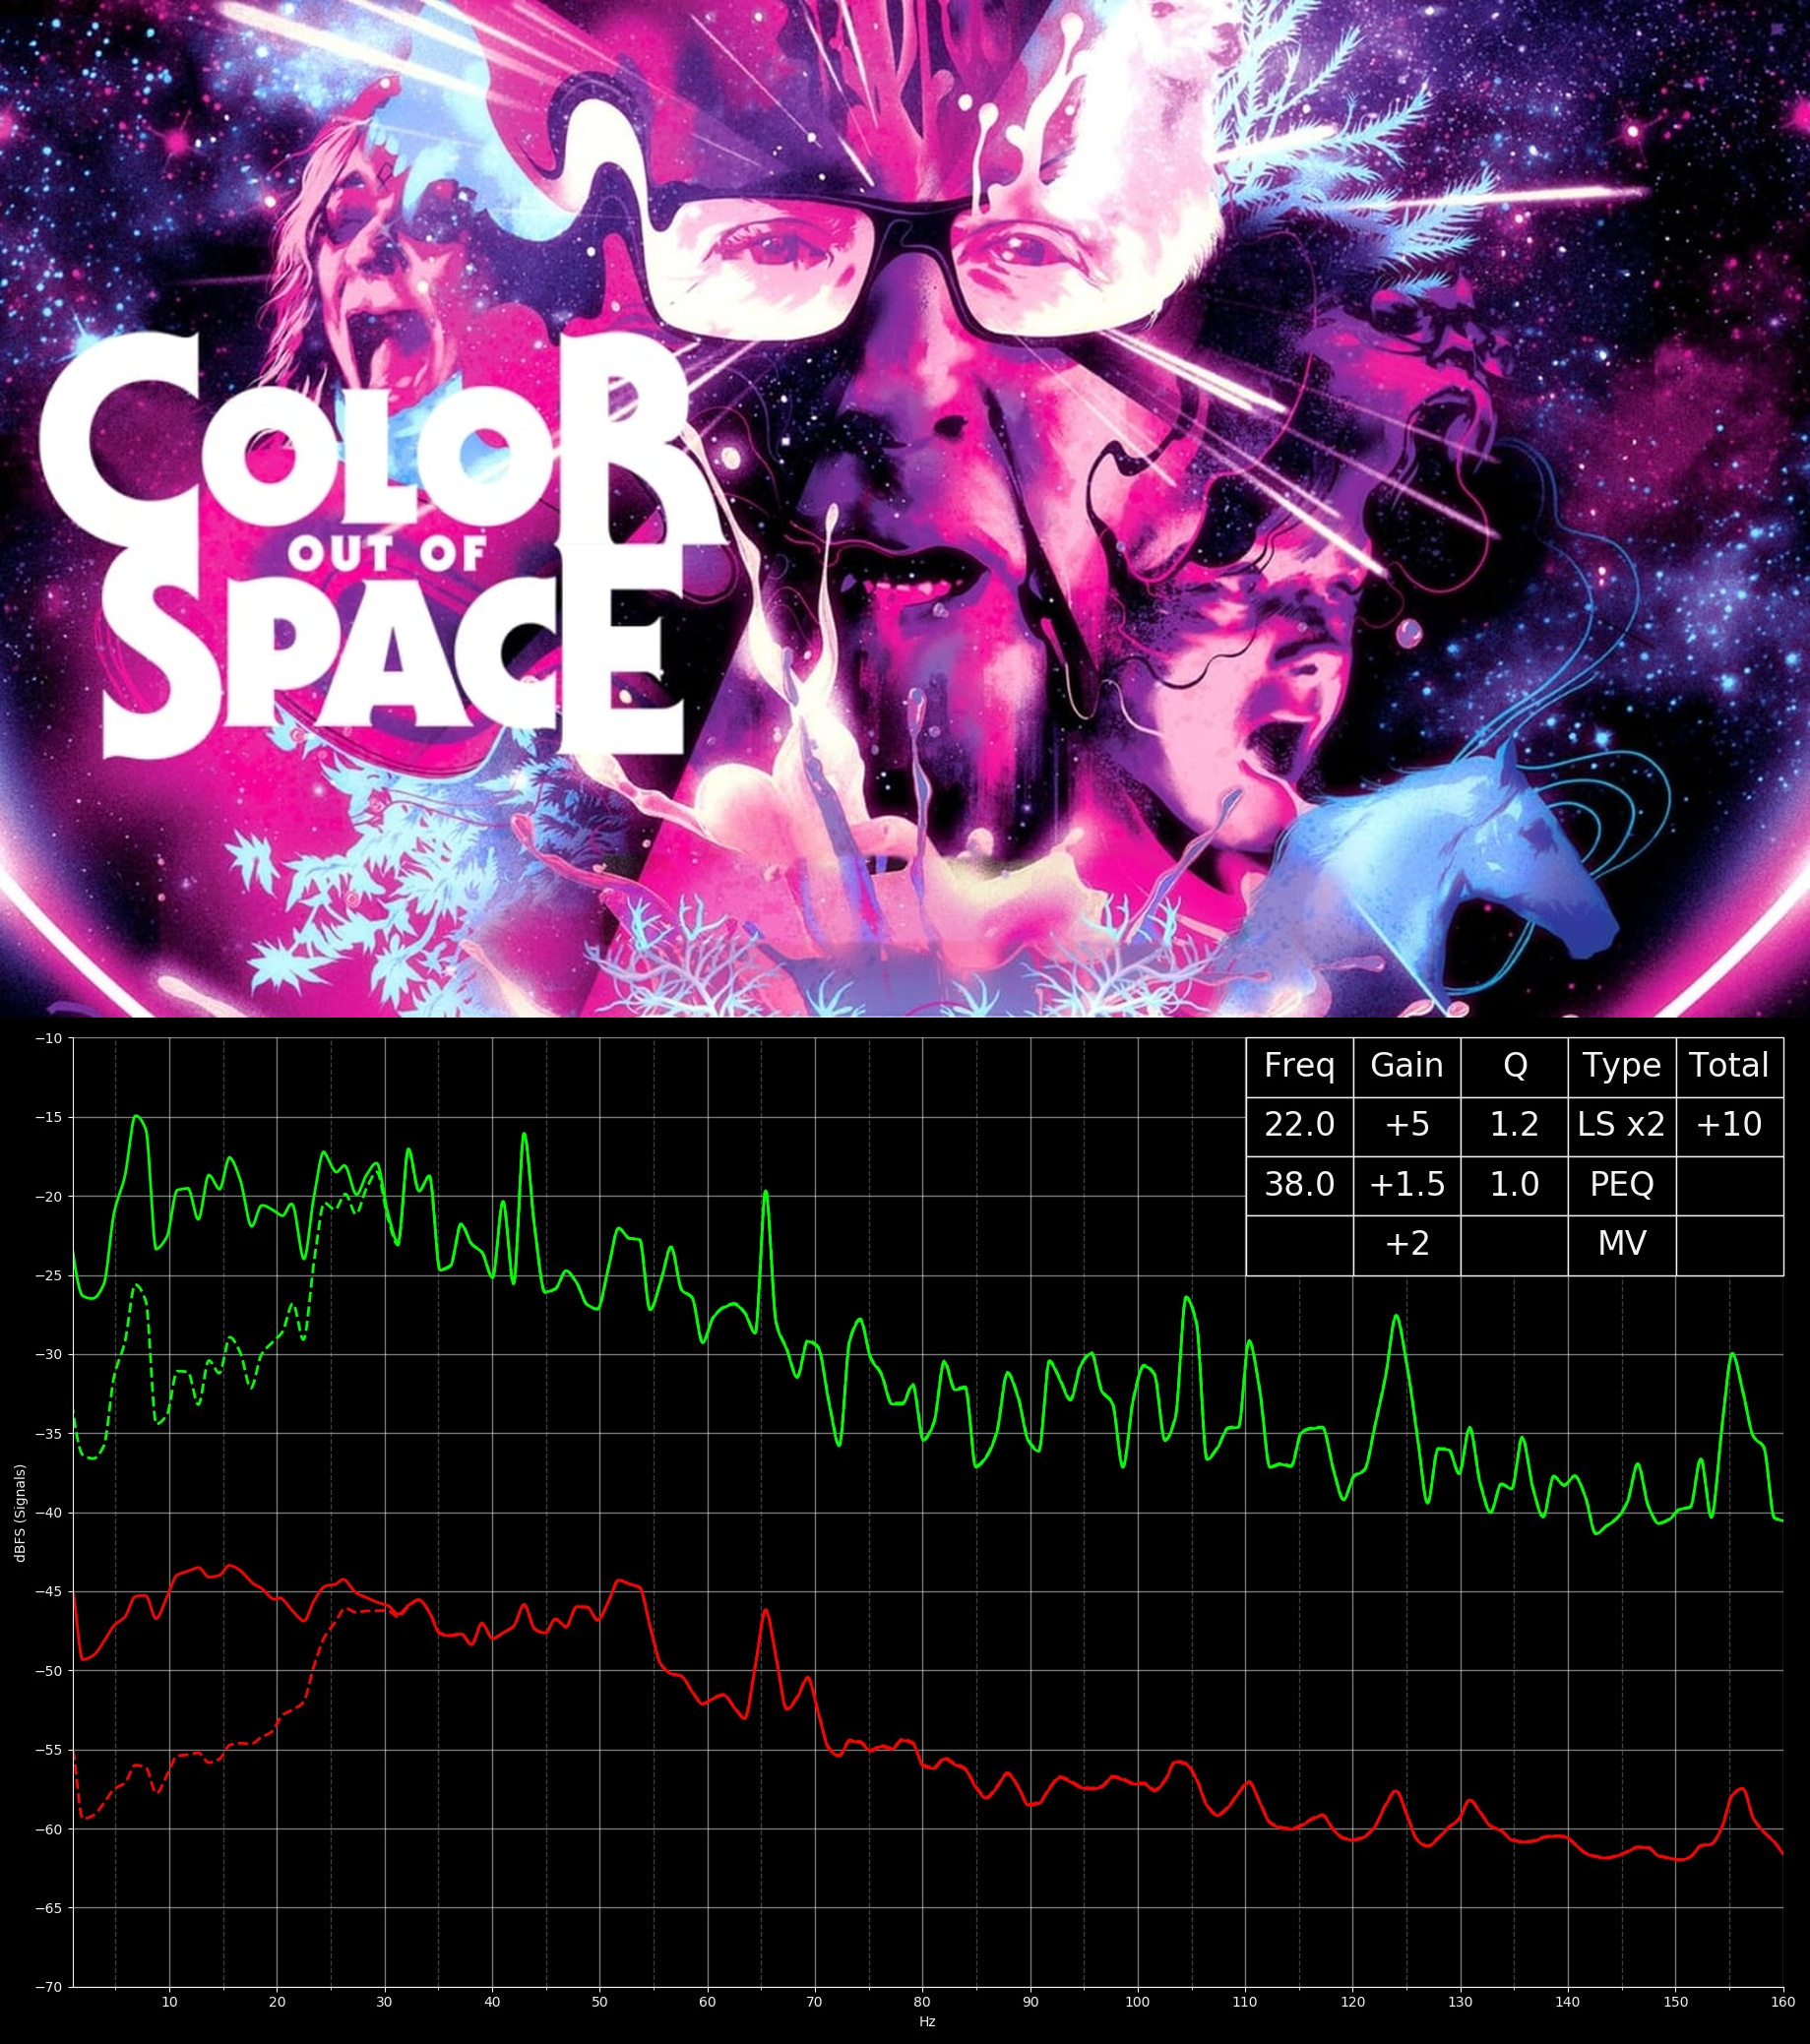 COLOR
OUT OF
SPACE
Freq Gain Q Type Total
22.0 +5 1.2 LS x2 +10
38.0 +1.5 1.0 PEQ
+2 MV
−10
−15
−20
−25
−30
−35
−40
−45
−50
−55
−60
−65
−70
dBFS (Signals)
10 20 30 40 50 60 70 80 90 100 110 120 130 140 150 160
Hz